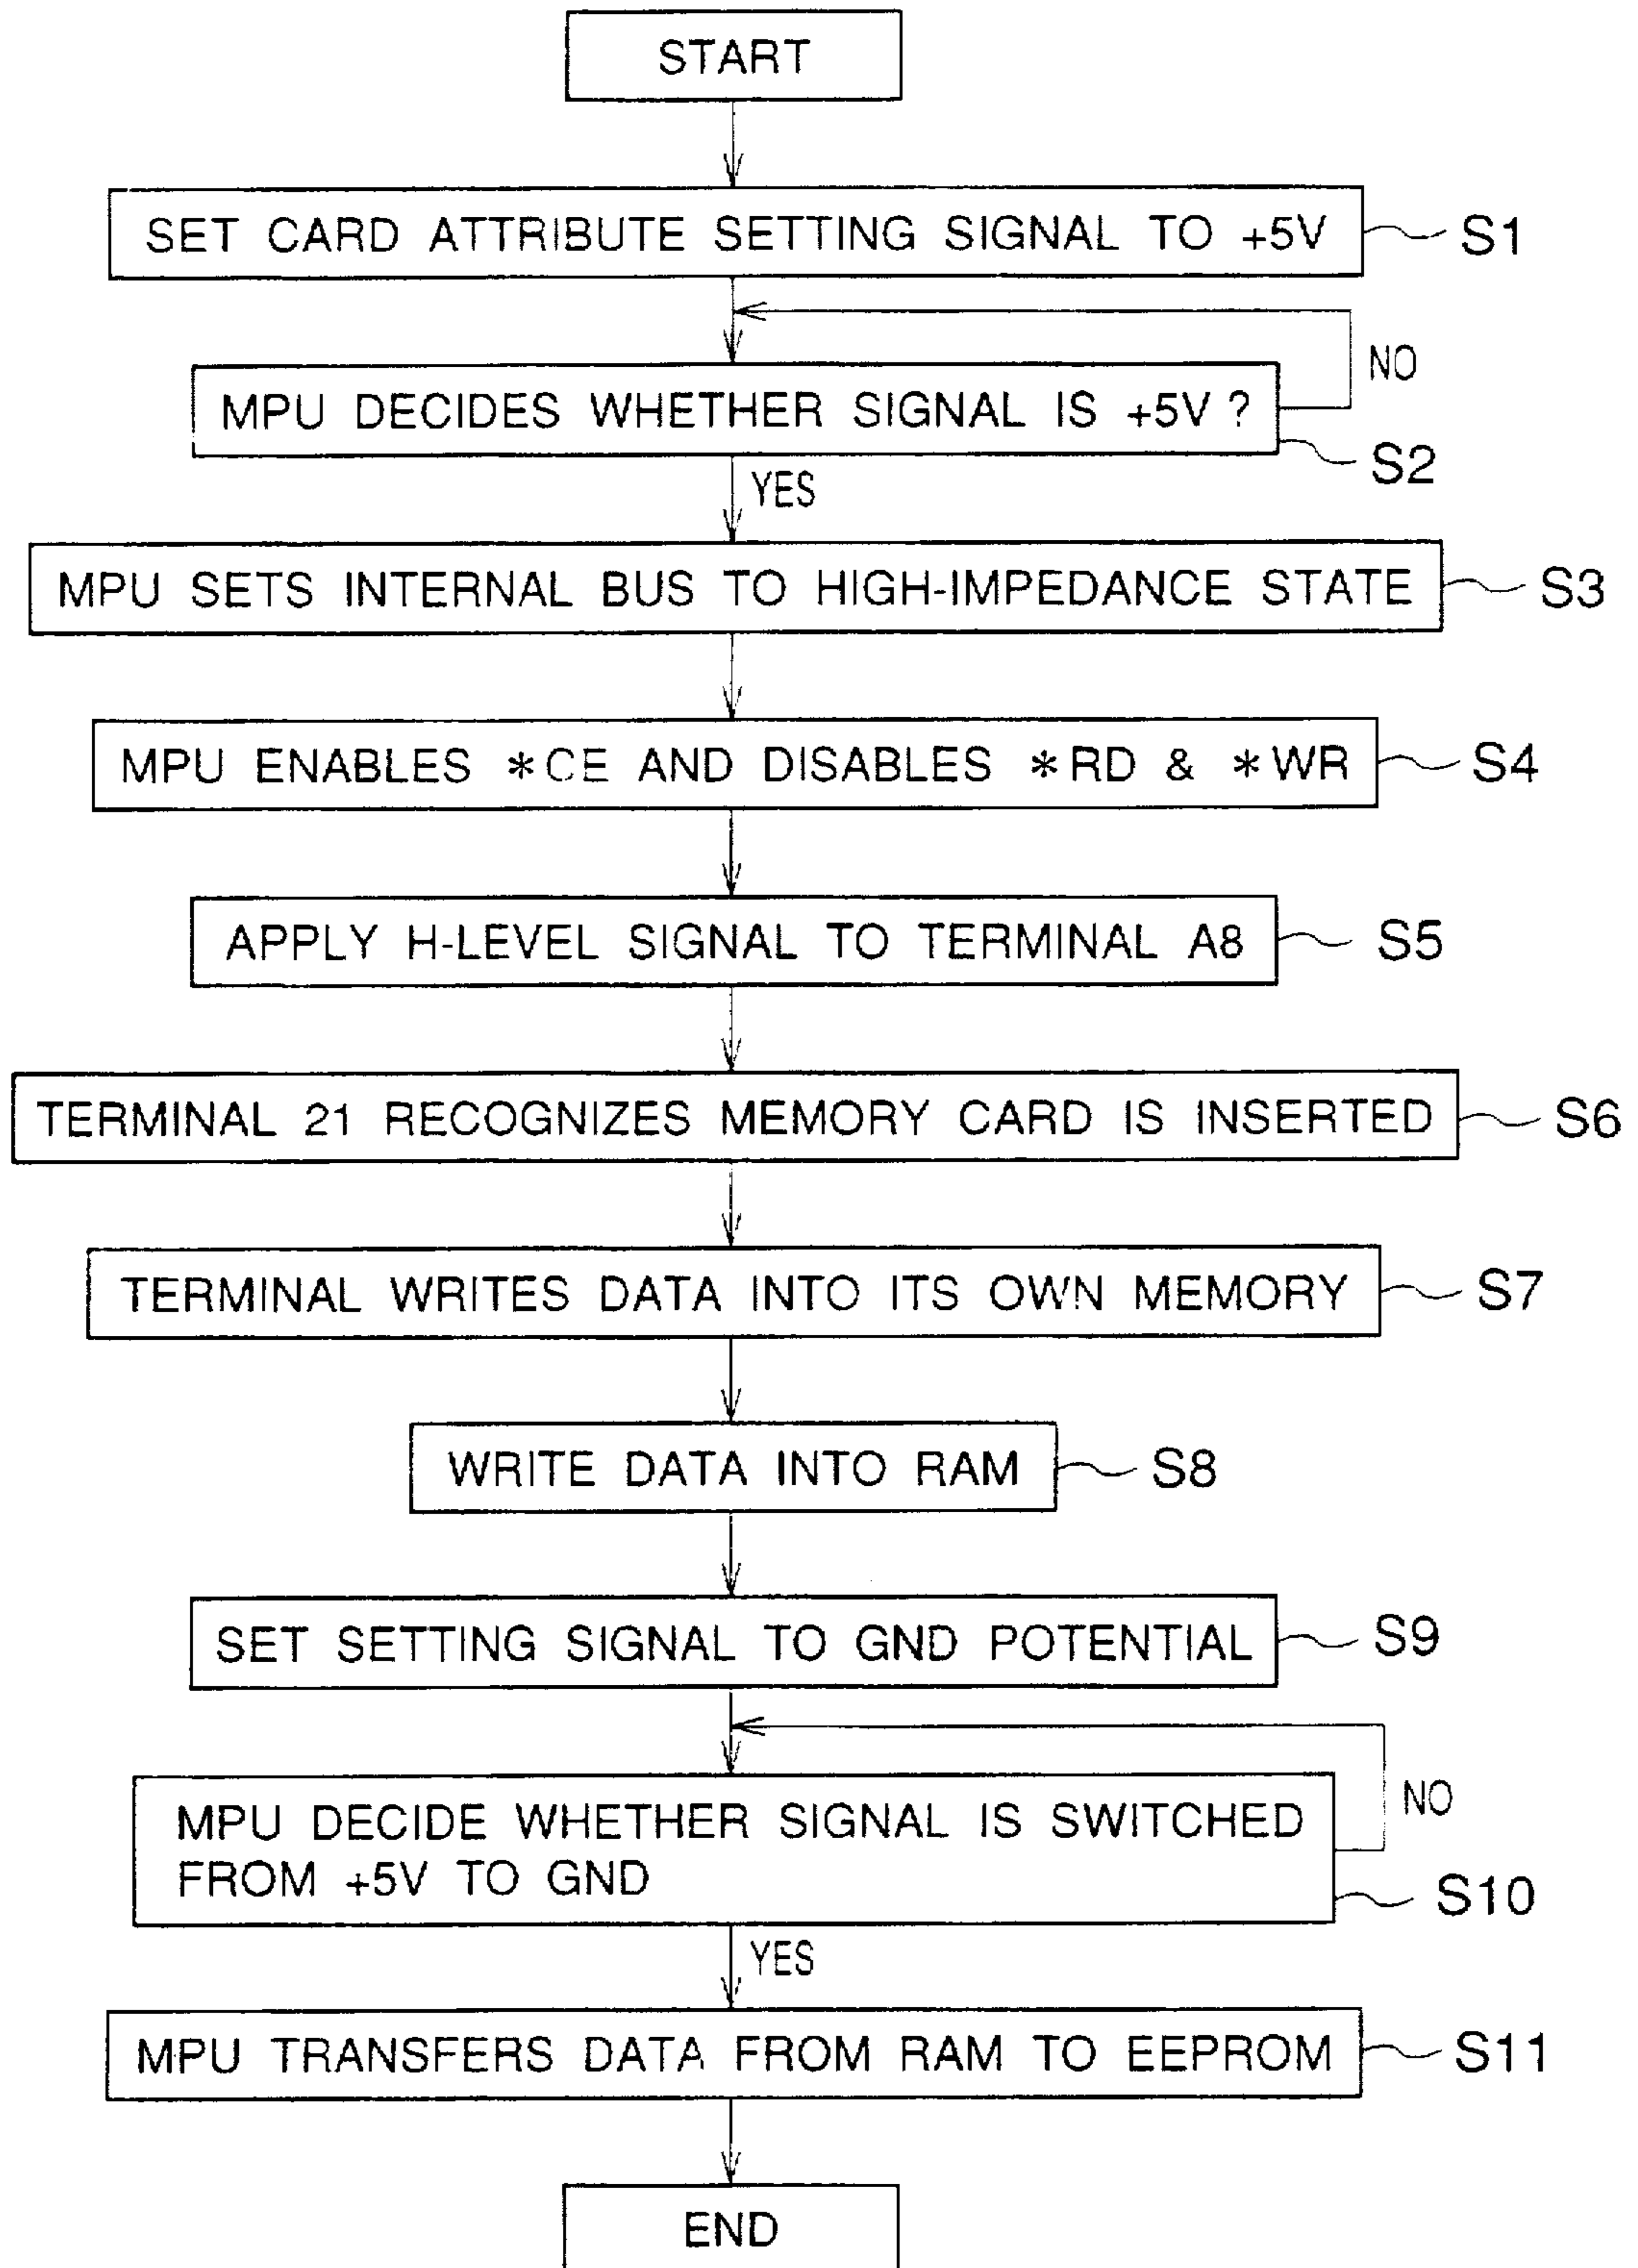 START
SET CARD ATTRIBUTE SETTING SIGNAL TO +5V
S1
NO
MPU DECIDES WHETHER SIGNAL IS +5V ?
S2
YES
MPU SETS INTERNAL BUS TO HIGH-IMPEDANCE STATE
S3
MPU ENABLES *CE AND DISABLES *RD & *WR
S4
APPLY H-LEVEL SIGNAL TO TERMINAL A8
S5
TERMINAL 21 RECOGNIZES MEMORY CARD IS INSERTED
S6
TERMINAL WRITES DATA INTO ITS OWN MEMORY
S7
WRITE DATA INTO RAM
S8
SET SETTING SIGNAL TO GND POTENTIAL
S9
NO
MPU DECIDE WHETHER SIGNAL IS SWITCHED
FROM +5V TO GND
S10
YES
MPU TRANSFERS DATA FROM RAM TO EEPROM
S11
END